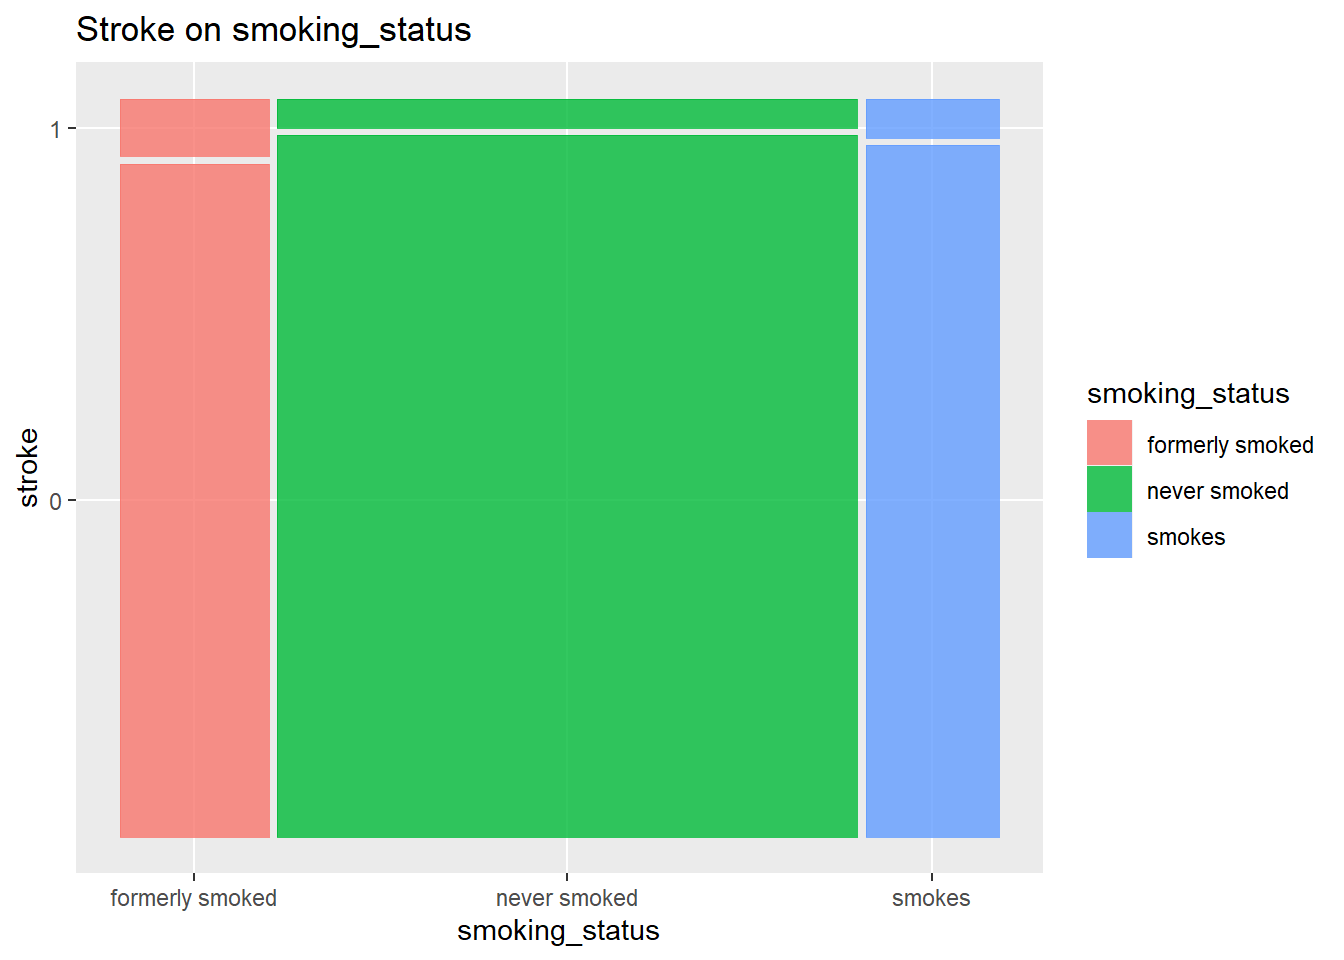 Stroke on smoking_status
1
0
stroke
formerly smoked
never smoked
smokes
smoking_status
smoking_status
formerly smoked
never smoked
smokes